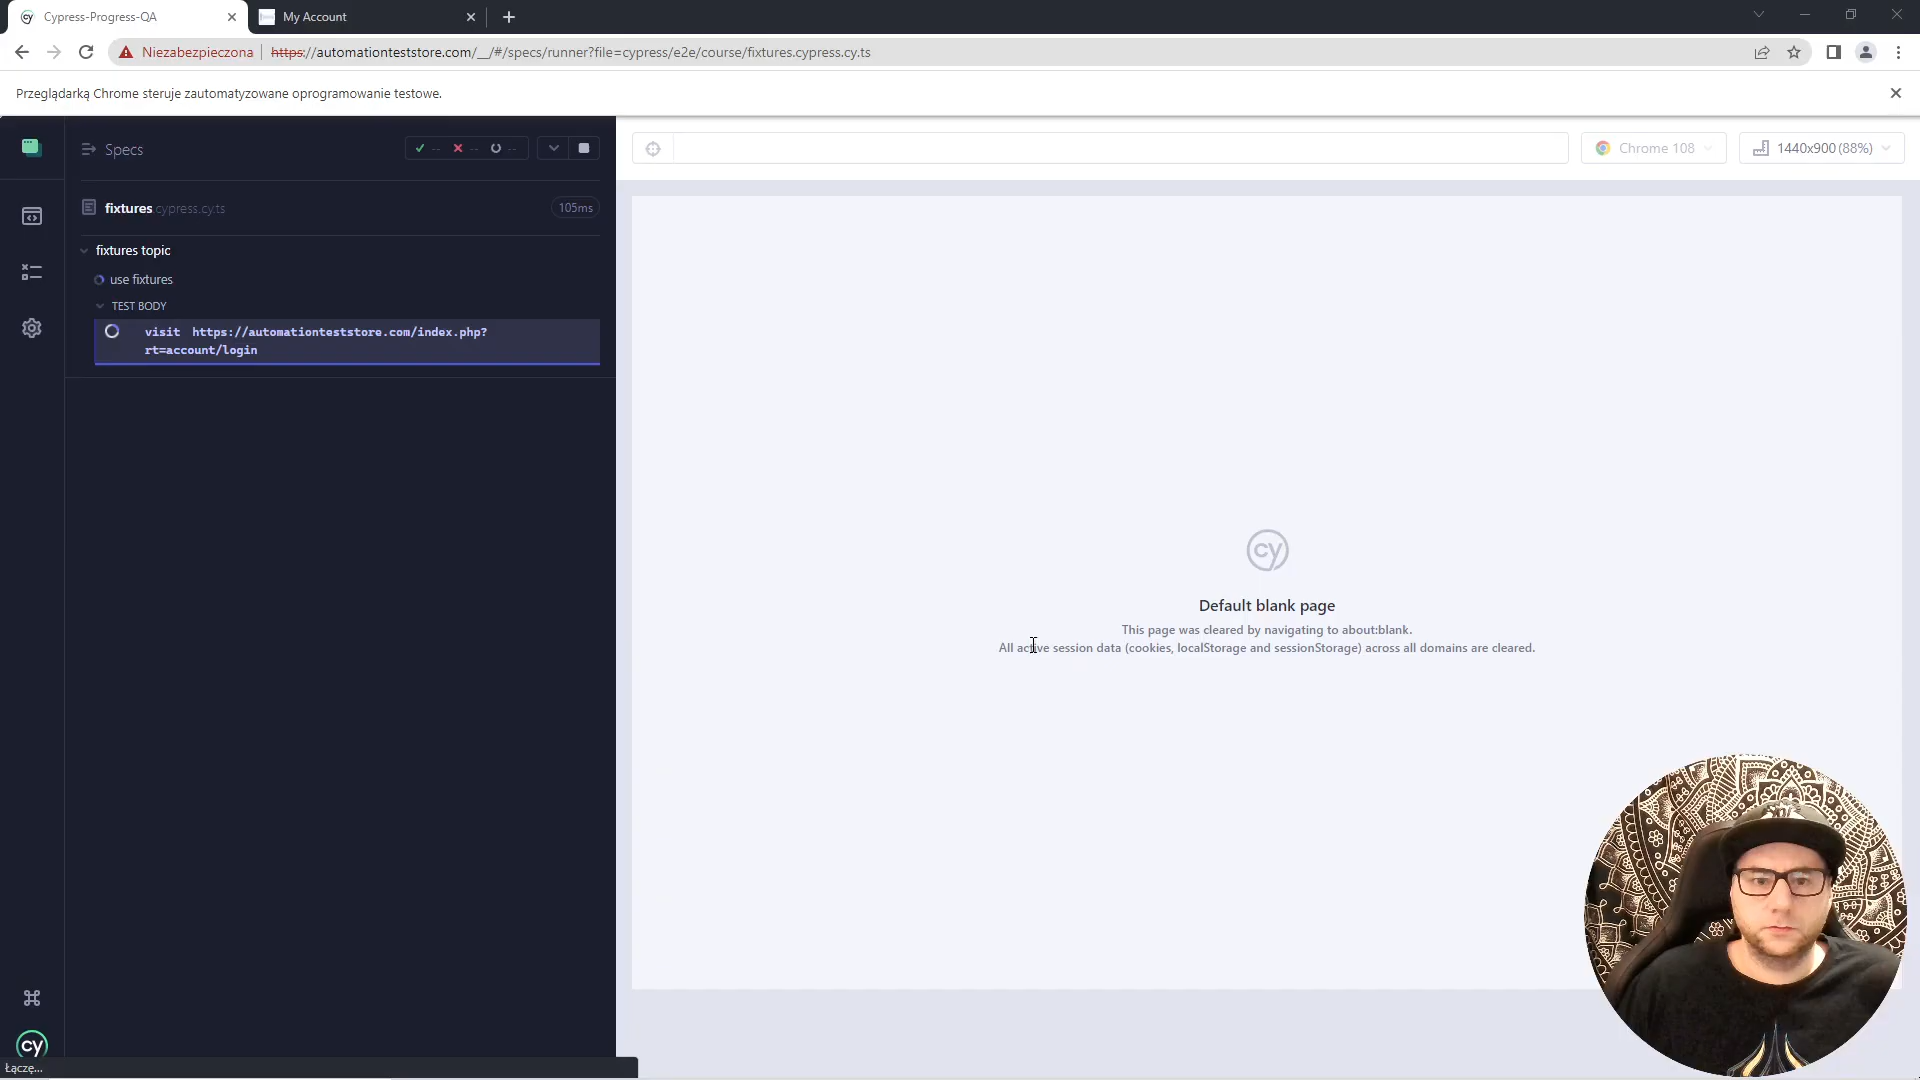 Cypress-Progress-QA
My Account
Niezabezpieczona
https://automationteststore.com/__/#/specs/runner?file=cypress/e2e/course/fixtures.cypress.cy.ts
Przeglądarką Chrome steruje zautomatyzowane oprogramowanie testowe.
Specs
--
--
--
Chrome 108
1440x900 (88%)
fixtures cypress.cy.ts
105ms
fixtures topic
use fixtures
TEST BODY
visit https://automationteststore.com/index.php?
rt=account/login
cy
Default blank page
This page was cleared by navigating to about:blank.
All active session data (cookies, localStorage and sessionStorage) across all domains are cleared.
cy
Łączę...